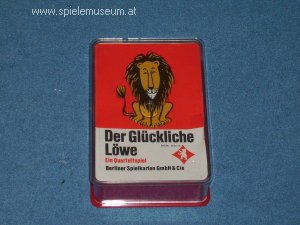 www.spielemuseum.at
Der Glückliche
Löwe
Ein Quartettspiel
Berliner Spielkarten GmbH & Co